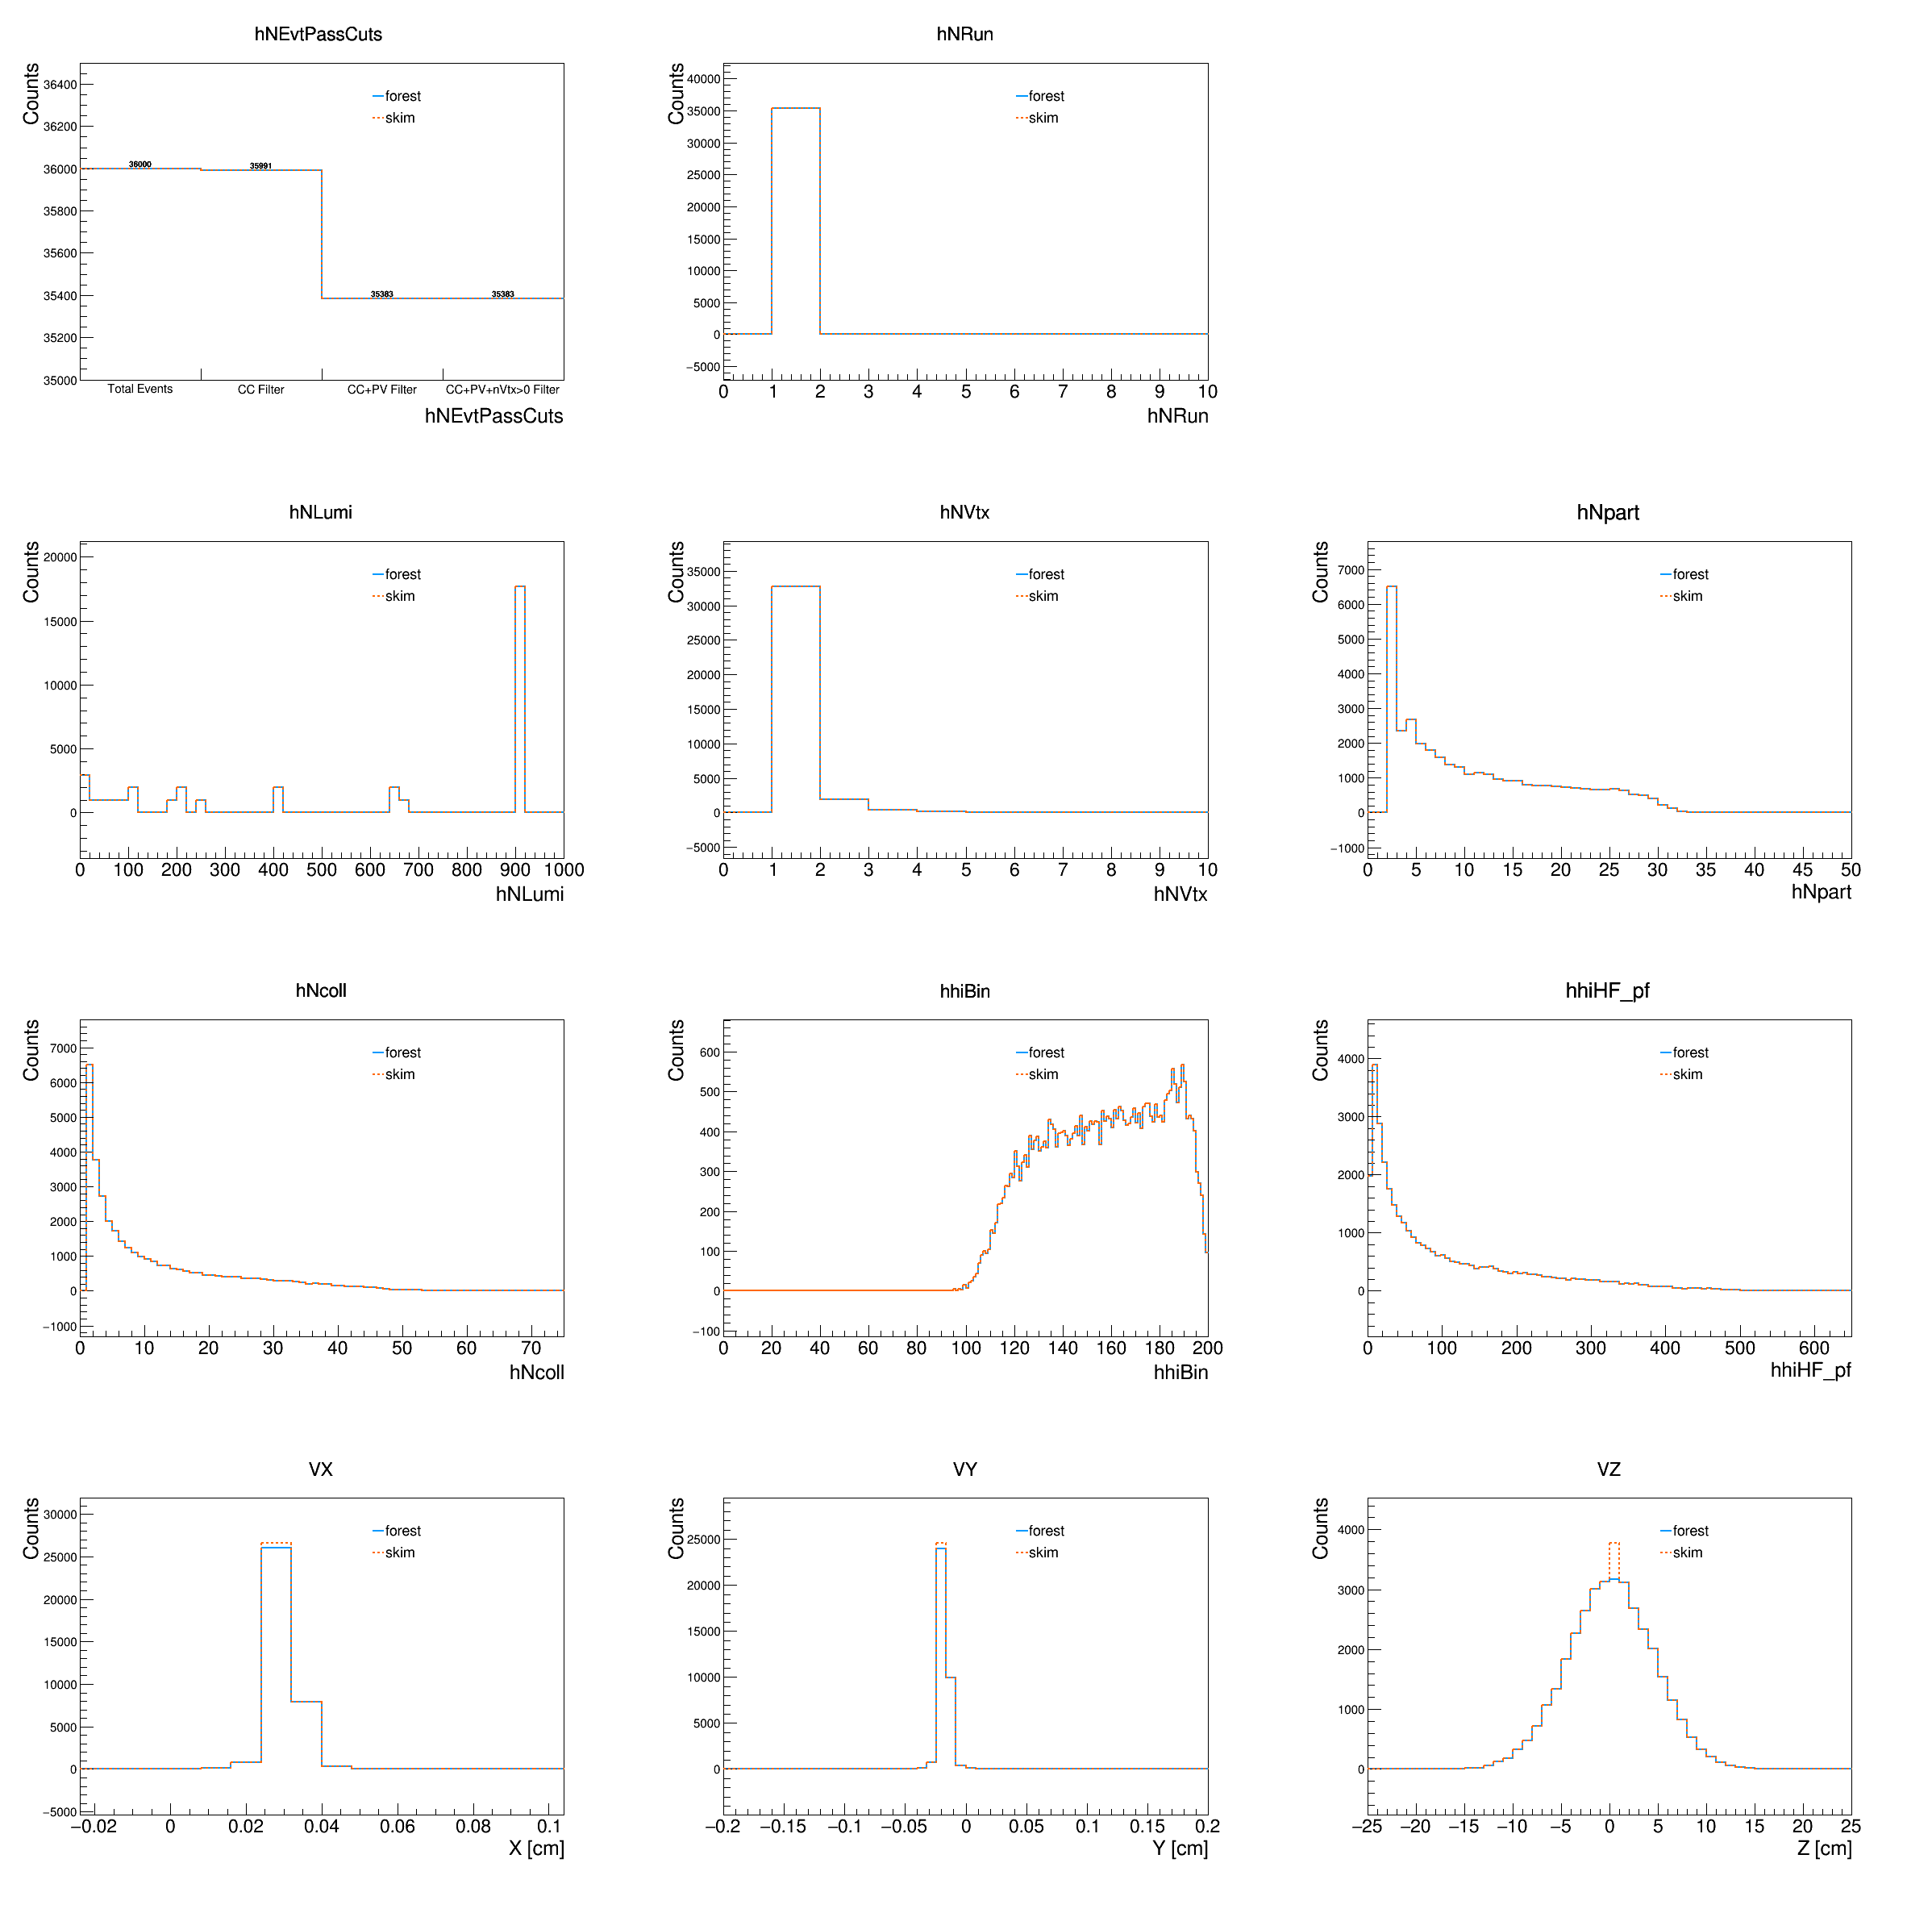 hNEvtPassCuts
Counts
36400
36200
36000
35800
35600
35400
35200
35000
forest
skim
36000
35991
35383
35383
Total Events
CC Filter
CC+PV Filter
CC+PV+nVtx>0 Filter
hNEvtPassCuts
hNRun
Counts
40000
35000
30000
25000
20000
15000
10000
5000
0
−5000
forest
skim
0 1 2 3 4 5 6 7 8 9 10
hNRun
hNLumi
Counts
20000
15000
10000
5000
0
forest
skim
0 100 200 300 400 500 600 700 800 900 1000
hNLumi
hNVtx
Counts
35000
30000
25000
20000
15000
10000
5000
0
−5000
forest
skim
0 1 2 3 4 5 6 7 8 9 10
hNVtx
hNpart
Counts
7000
6000
5000
4000
3000
2000
1000
0
−1000
forest
skim
0 5 10 15 20 25 30 35 40 45 50
hNpart
hNcoll
Counts
7000
6000
5000
4000
3000
2000
1000
0
−1000
forest
skim
0 10 20 30 40 50 60 70
hNcoll
hhiBin
Counts
600
500
400
300
200
100
0
−100
forest
skim
0 20 40 60 80 100 120 140 160 180 200
hhiBin
hhiHF_pf
Counts
4000
3000
2000
1000
0
forest
skim
0 100 200 300 400 500 600
hhiHF_pf
VX
Counts
30000
25000
20000
15000
10000
5000
0
−5000
forest
skim
−0.02 0 0.02 0.04 0.06 0.08 0.1
X [cm]
VY
Counts
25000
20000
15000
10000
5000
0
forest
skim
−0.2 −0.15 −0.1 −0.05 0 0.05 0.1 0.15 0.2
Y [cm]
VZ
Counts
4000
3000
2000
1000
0
forest
skim
−25 −20 −15 −10 −5 0 5 10 15 20 25
Z [cm]